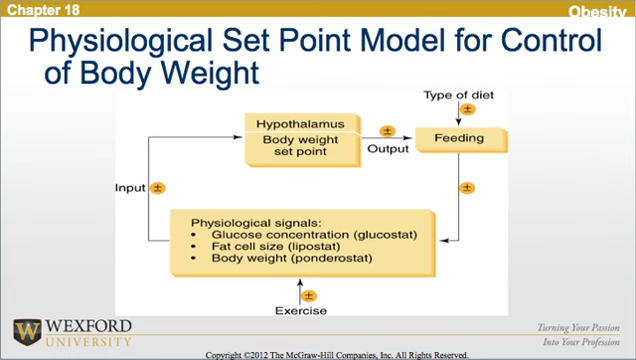 Chapter 18
Obesity
Physiological Set Point Model for Control
of Body Weight
Type of diet
±
Hypothalamus
Body weight
set point
±
Output
Feeding
Input ±
±
Physiological signals:
• Glucose concentration (glucostat)
• Fat cell size (lipostat)
• Body weight (ponderostat)
±
Exercise
W WEXFORD
UNIVERSITY
Turning Your Passion
Into Your Profession
Copyright ©2012 The McGraw-Hill Companies, Inc. All Rights Reserved.